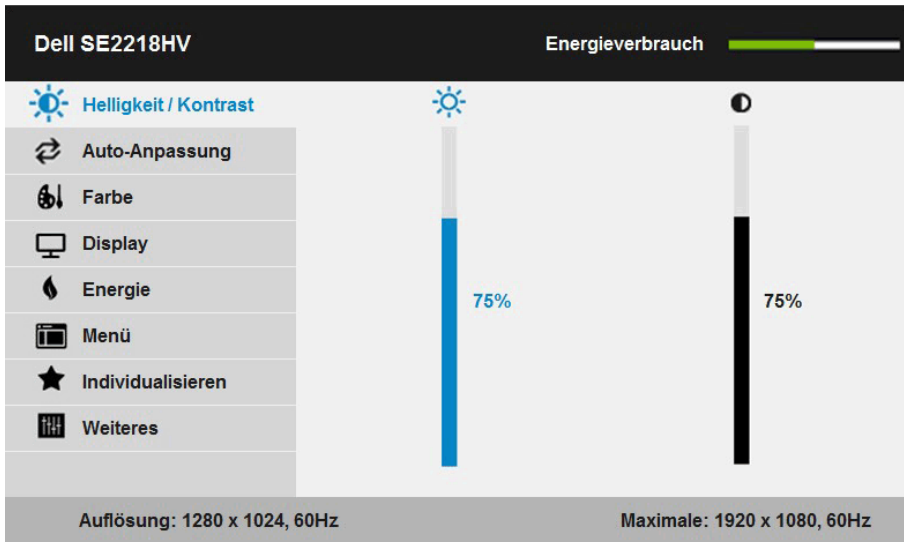 Dell SE2218HV
Energieverbrauch
Helligkeit / Kontrast
Auto-Anpassung
Farbe
Display
Energie
Menü
Individualisieren
Weiteres
75%
75%
Auflösung: 1280 x 1024, 60Hz
Maximale: 1920 x 1080, 60Hz